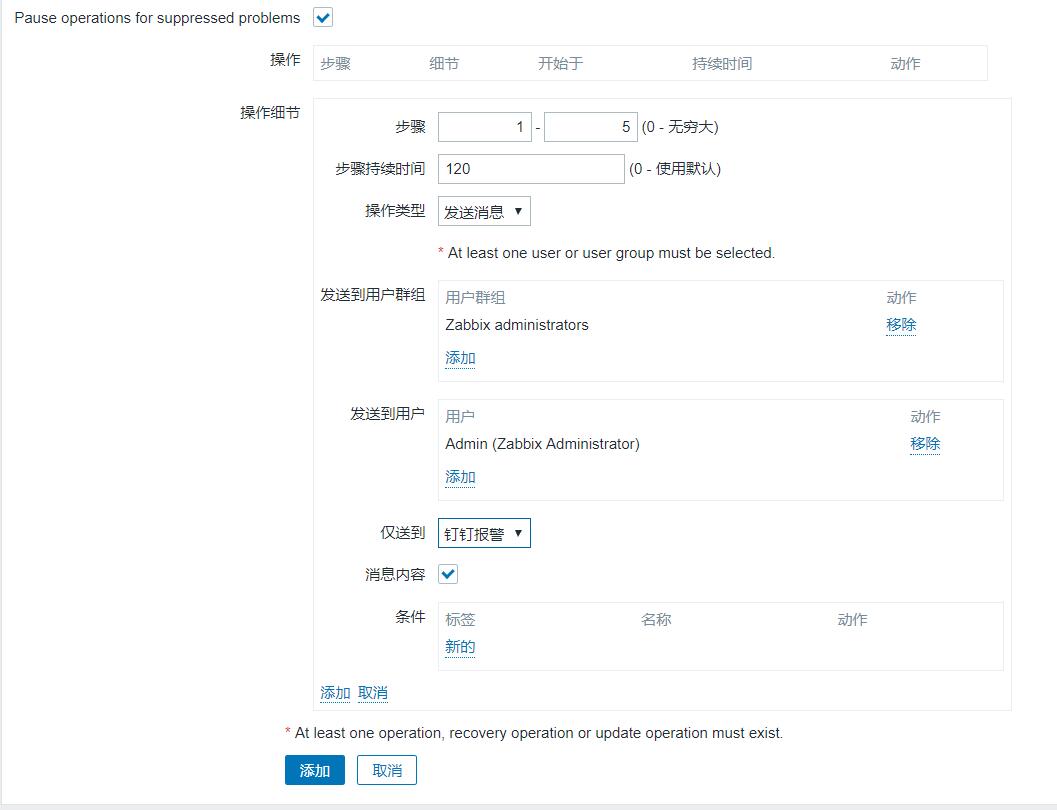 Pause operations for suppressed problems
操作 步骤 细节 开始于 持续时间 动作
操作细节
步骤 1 - 5 (0 - 无穷大)
步骤持续时间 120 (0 - 使用默认)
操作类型 发送消息 ▼
* At least one user or user group must be selected.
发送到用户群组 用户群组 动作
Zabbix administrators 移除
添加
发送到用户 用户 动作
Admin (Zabbix Administrator) 移除
添加
仅送到 钉钉报警 ▼
消息内容
条件 标签 名称 动作
新的
添加 取消
* At least one operation, recovery operation or update operation must exist.
添加 取消